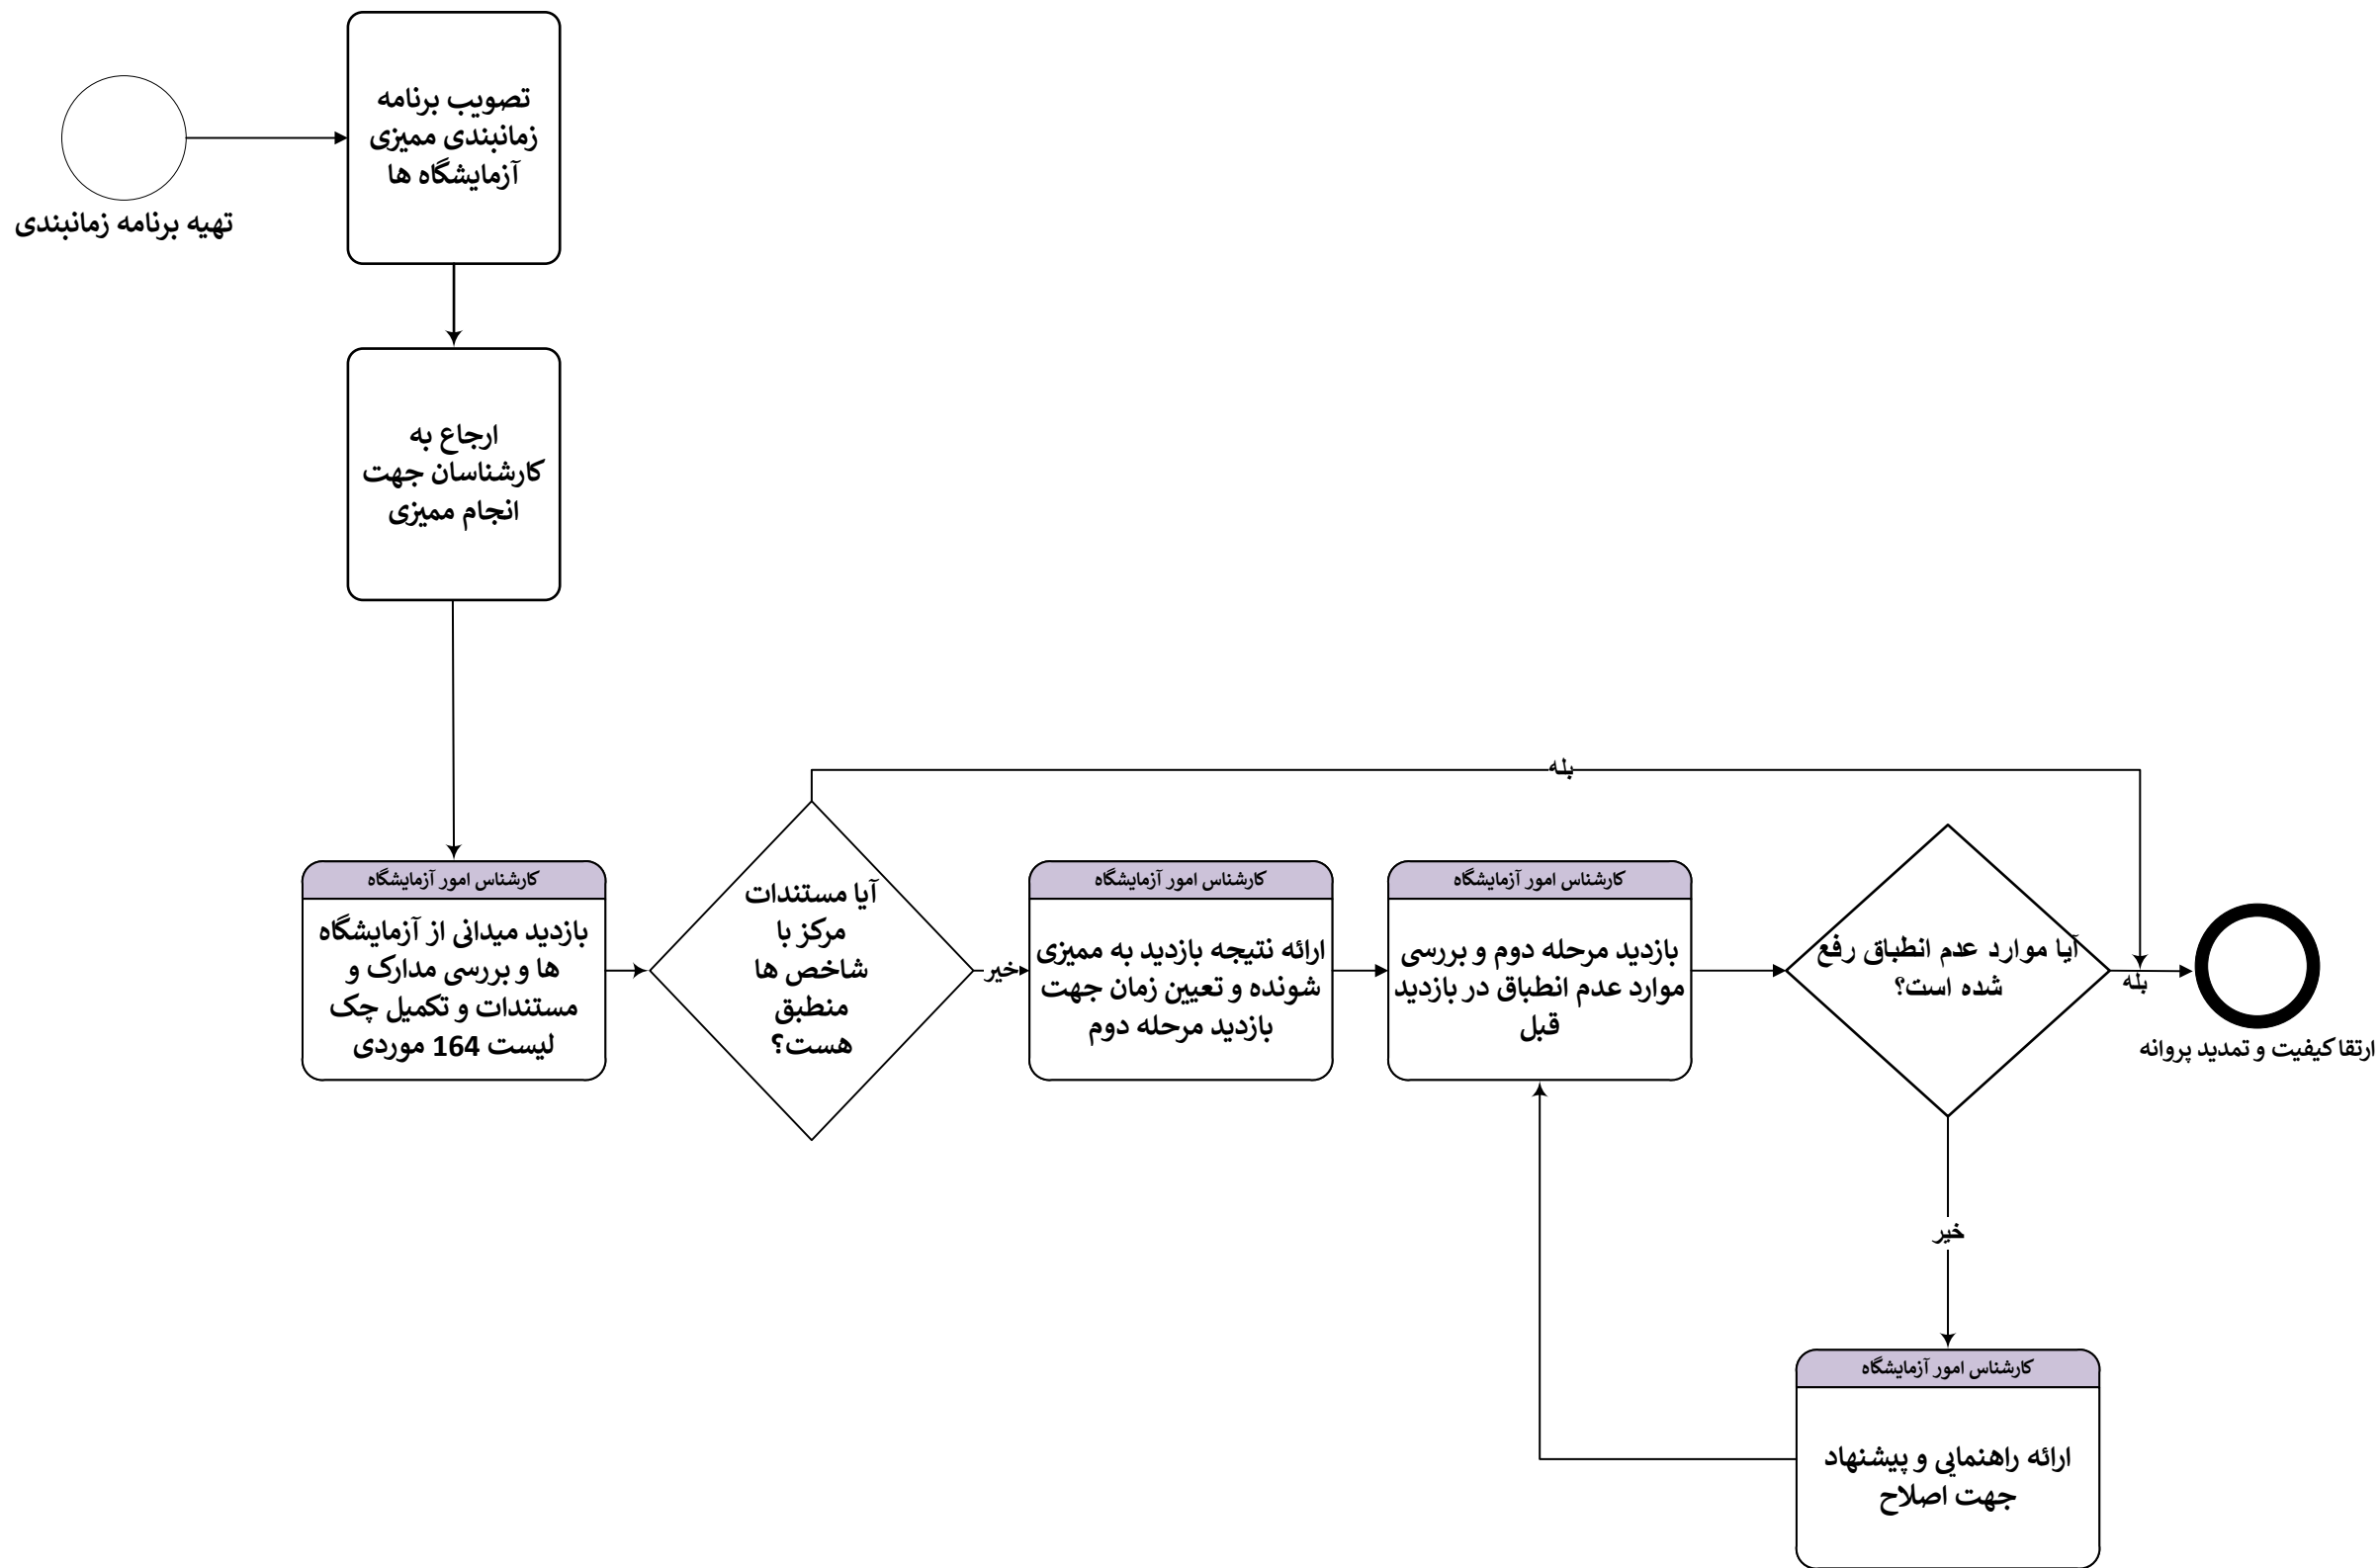 تصویب برنامه
زمانبندی ممیزی
آزمایشگاه ها
تهیه برنامه زمانبندی
ارجاع به
کارشناسان جهت
انجام ممیزی
کارشناس امور آزمایشگاه
بازدید میدانی از آزمایشگاه
ها و بررسی مدارک و
مستندات و تکمیل چک
لیست 164 موردی
آیا مستندات
مرکز با
شاخص ها
منطبق
هست؟
بله
خیر
کارشناس امور آزمایشگاه
ارائه نتیجه بازدید به ممیزی
شونده و تعیین زمان جهت
بازدید مرحله دوم
کارشناس امور آزمایشگاه
بازدید مرحله دوم و بررسی
موارد عدم انطباق در بازدید
قبل
آیا موارد عدم انطباق رفع
شده است؟
بله
ارتقا کیفیت و تمدید پروانه
خیر
کارشناس امور آزمایشگاه
ارائه راهنمایی و پیشنهاد
جهت اصلاح